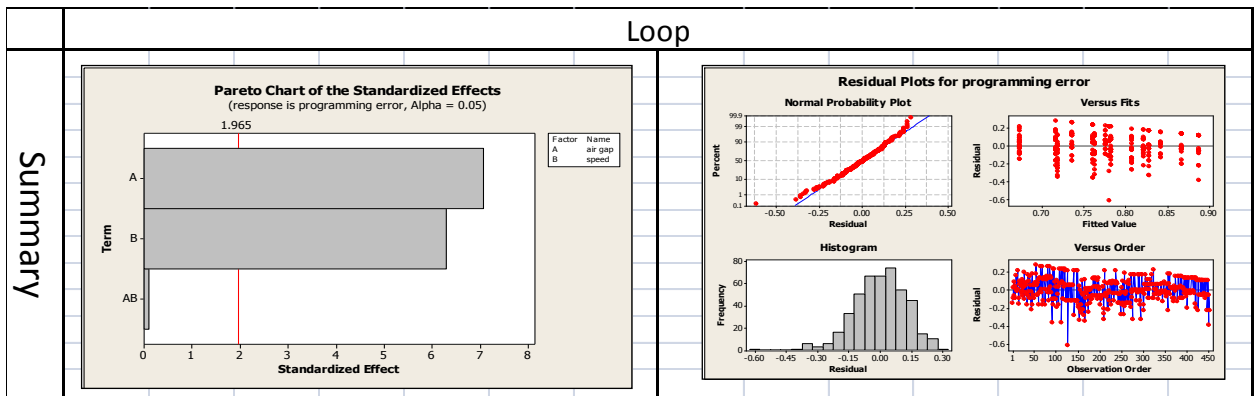 Loop
Summary
Pareto Chart of the Standardized Effects
(response is programming error, Alpha = 0.05)
1.965
Factor Name
A air gap
B speed
Term
A
B
AB
0 1 2 3 4 5 6 7 8
Standardized Effect
Residual Plots for programming error
Normal Probability Plot
Percent
99.9
99
90
50
10
1
0.1
-0.50 -0.25 0.00 0.25 0.50
Residual
Versus Fits
Residual
0.2
0.0
-0.2
-0.4
-0.6
0.70 0.75 0.80 0.85 0.90
Fitted Value
Histogram
Frequency
80
60
40
20
0
-0.60 -0.45 -0.30 -0.15 0.00 0.15 0.30
Residual
Versus Order
Residual
0.2
0.0
-0.2
-0.4
-0.6
1 50 100 150 200 250 300 350 400 450
Observation Order